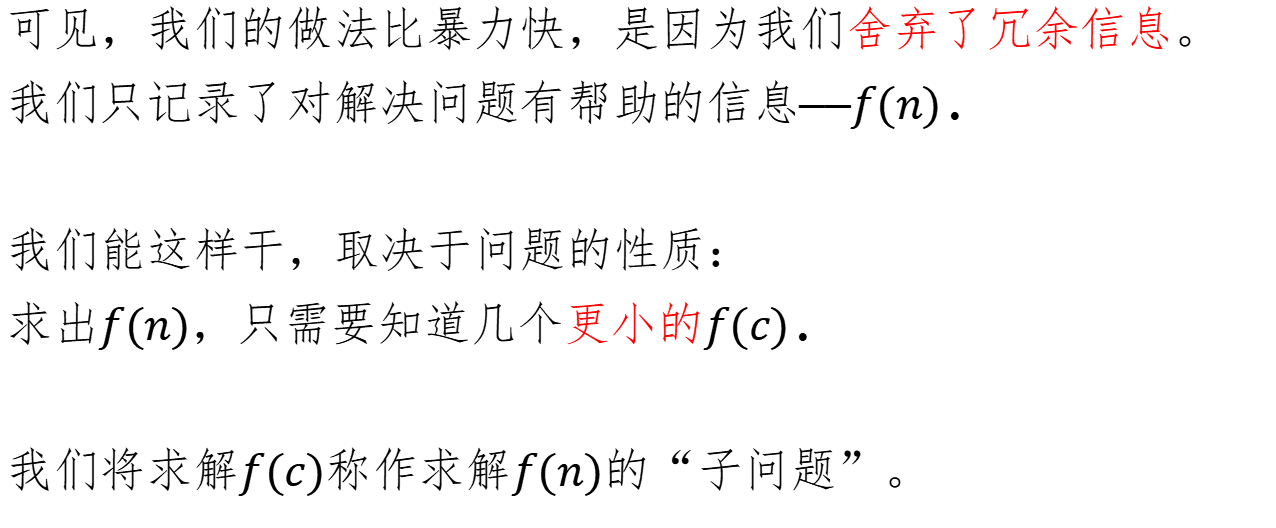 可见，我们的做法比暴力快，是因为我们舍弃了冗余信息。
我们只记录了对解决问题有帮助的信息—f(n).
我们能这样干，取决于问题的性质：
求出f(n)，只需要知道几个更小的f(c).
我们将求解f(c)称作求解f(n)的“子问题”。